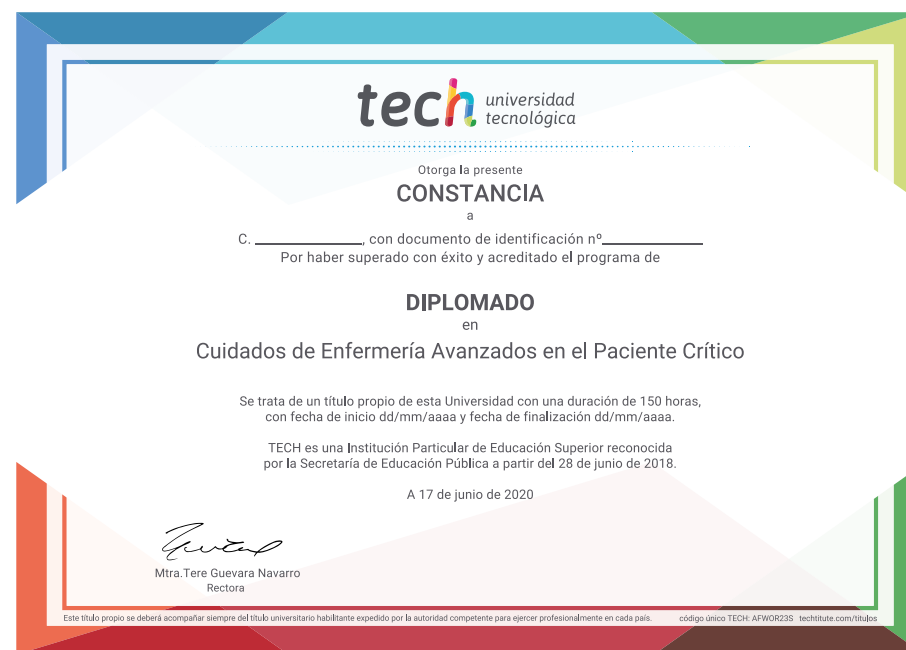 tech universidad
tecnológica
Otorga la presente
CONSTANCIA
a
C. ____________, con documento de identificación nº____________
Por haber superado con éxito y acreditado el programa de
DIPLOMADO
en
Cuidados de Enfermería Avanzados en el Paciente Crítico
Se trata de un título propio de esta Universidad con una duración de 150 horas,
con fecha de inicio dd/mm/aaaa y fecha de finalización dd/mm/aaaa.
TECH es una Institución Particular de Educación Superior reconocida
por la Secretaría de Educación Pública a partir del 28 de junio de 2018.
A 17 de junio de 2020
Mtra.Tere Guevara Navarro
Rectora
Este título propio se deberá acompañar siempre del título universitario habilitante expedido por la autoridad competente para ejercer profesionalmente en cada país. código único TECH: AFWOR23S techtitute.com/titulos